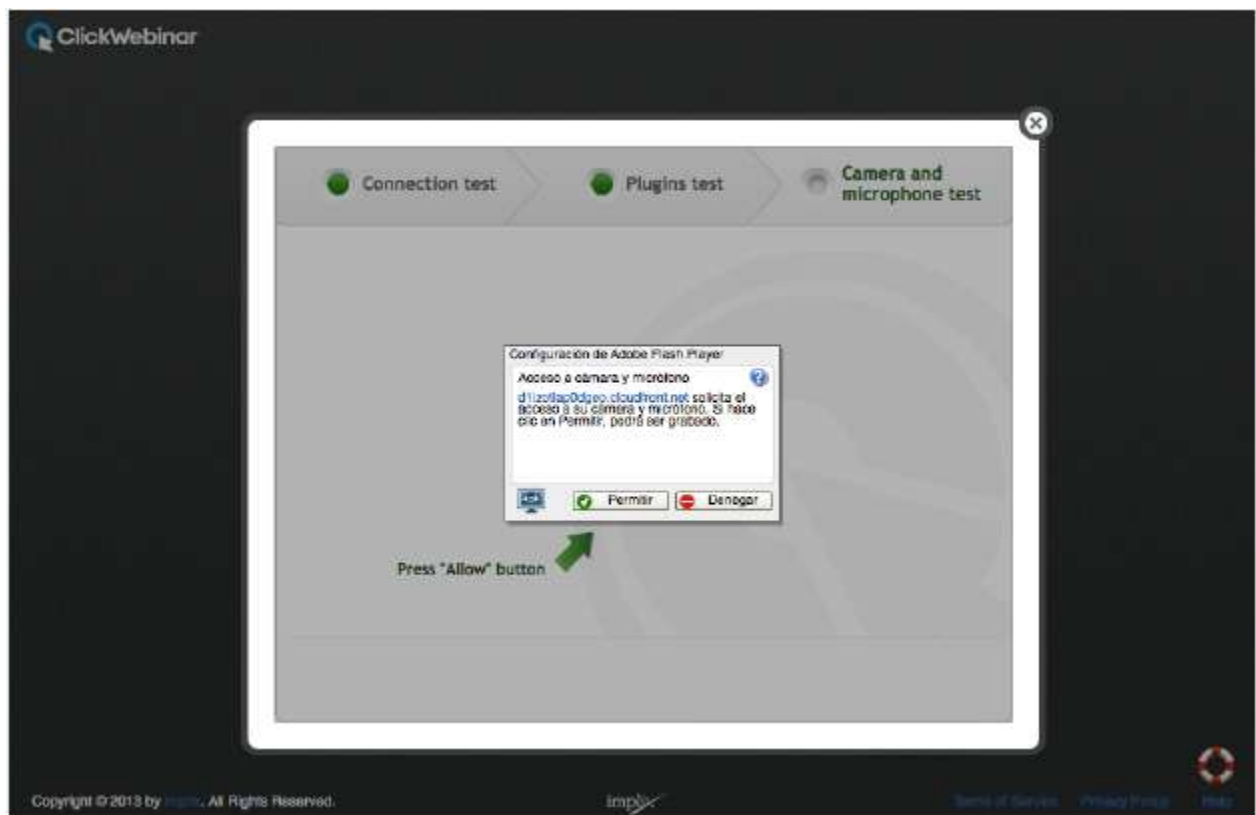 ClickWebinar
Connection test
Plugins test
Camera and
microphone test
Configuración de Adobe Flash Player
Acceso a cámara y micrófono
solicita el
acceso a su cámara y micrófono. Si hace
clic en Permitir, podrá ser grabado.
Permitir
Denegar
Press "Allow" button
Copyright © 2013 by Implix. All Rights Reserved.
implix
Terms of Service
Privacy Policy
Help